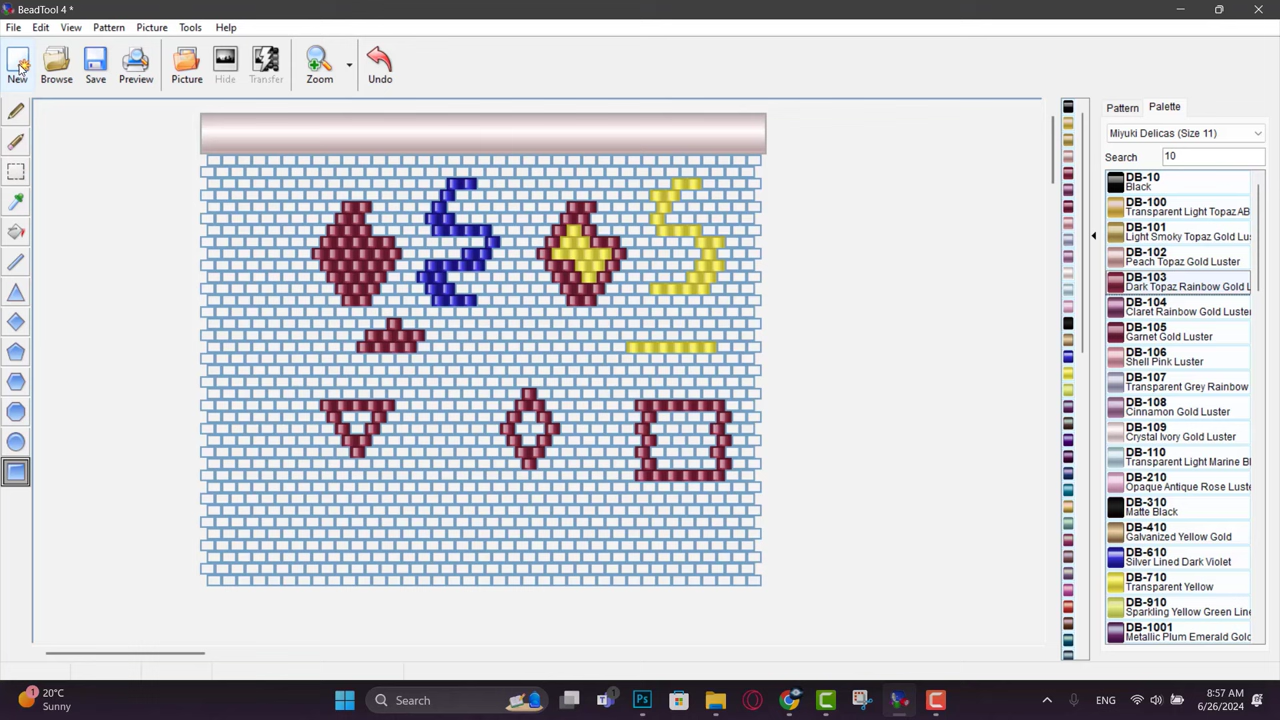 BeadTool 4 *
File Edit View Pattern Picture Tools Help
New Browse Save Preview Picture Hide Transfer Zoom Undo
Pattern Palette
Miyuki Delicas (Size 11)
Search 10
DB-10
Black
DB-100
Transparent Light Topaz AB
DB-101
Light Smoky Topaz Gold Lus
DB-102
Peach Topaz Gold Luster
DB-103
Dark Topaz Rainbow Gold L
DB-104
Claret Rainbow Gold Luster
DB-105
Garnet Gold Luster
DB-106
Shell Pink Luster
DB-107
Transparent Grey Rainbow
DB-108
Cinnamon Gold Luster
DB-109
Crystal Ivory Gold Luster
DB-110
Transparent Light Marine Bl
DB-210
Opaque Antique Rose Luste
DB-310
Matte Black
DB-410
Galvanized Yellow Gold
DB-610
Silver Lined Dark Violet
DB-710
Transparent Yellow
DB-910
Sparkling Yellow Green Line
DB-1001
Metallic Plum Emerald Gold
1
20°C
Sunny
Search
Ps
ENG
8:57 AM
6/26/2024